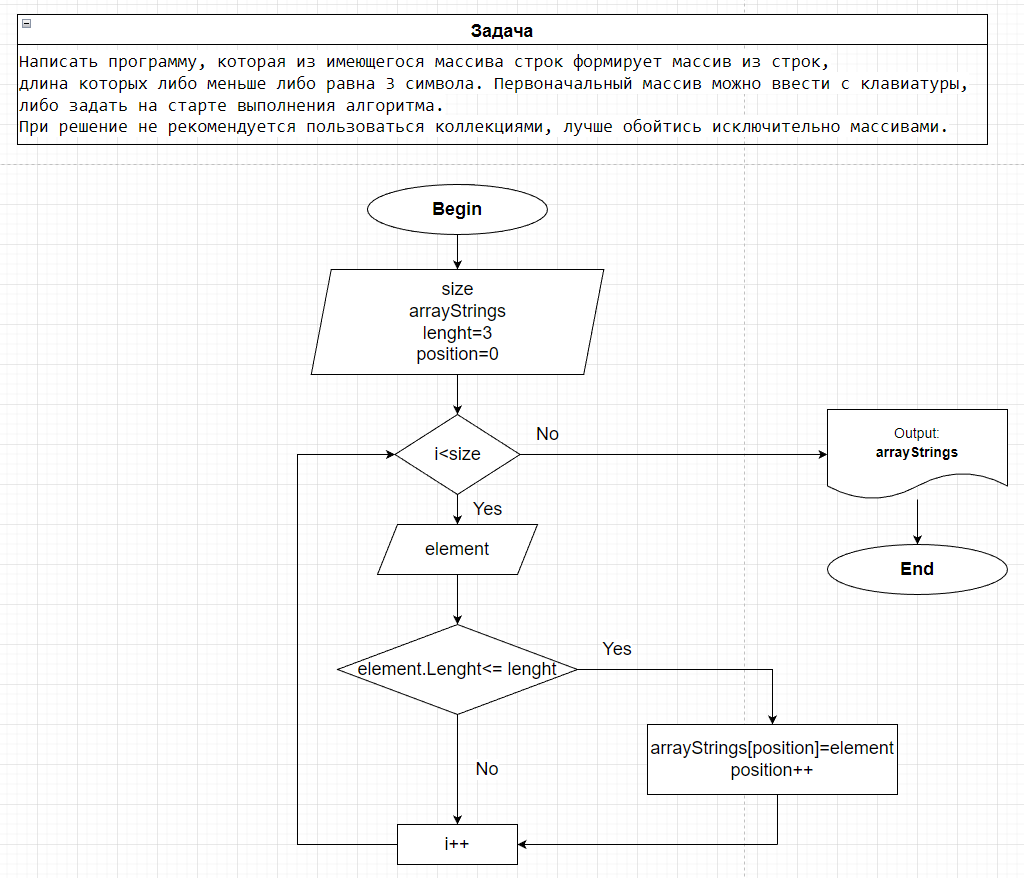 Задача
Написать программу, которая из имеющегося массива строк формирует массив из строк,
длина которых либо меньше либо равна 3 символа. Первоначальный массив можно ввести с клавиатуры,
либо задать на старте выполнения алгоритма.
При решение не рекомендуется пользоваться коллекциями, лучше обойтись исключительно массивами.
Begin
size
arrayStrings
lenght=3
position=0
i<size
No
Output:
arrayStrings
Yes
element
End
element.Lenght<= lenght
Yes
arrayStrings[position]=element
position++
No
i++